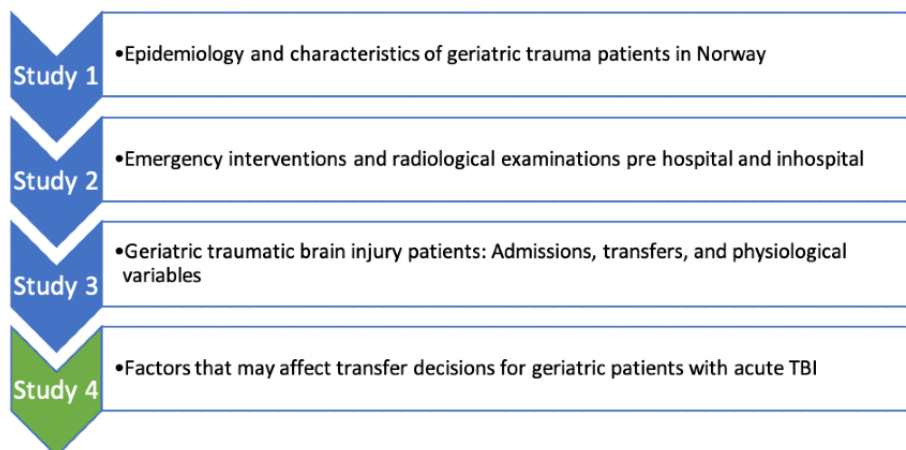 Study 1
•Epidemiology and characteristics of geriatric trauma patients in Norway
Study 2
•Emergency interventions and radiological examinations pre hospital and inhospital
Study 3
•Geriatric traumatic brain injury patients: Admissions, transfers, and physiological
variables
Study 4
•Factors that may affect transfer decisions for geriatric patients with acute TBI